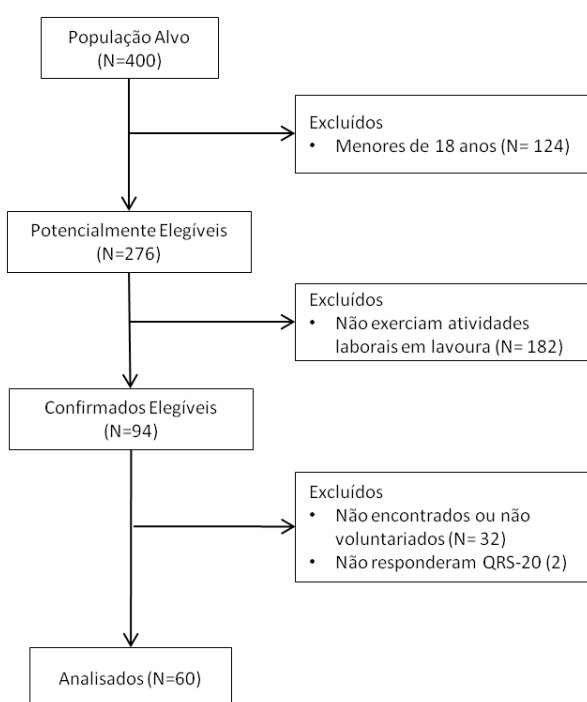 População Alvo
(N=400)
Excluídos
• Menores de 18 anos (N= 124)
Potencialmente Elegíveis
(N=276)
Excluídos
• Não exerciam atividades
laborais em lavoura (N= 182)
Confirmados Elegíveis
(N=94)
Excluídos
• Não encontrados ou não
voluntariados (N= 32)
• Não responderam QRS-20 (2)
Analisados (N=60)